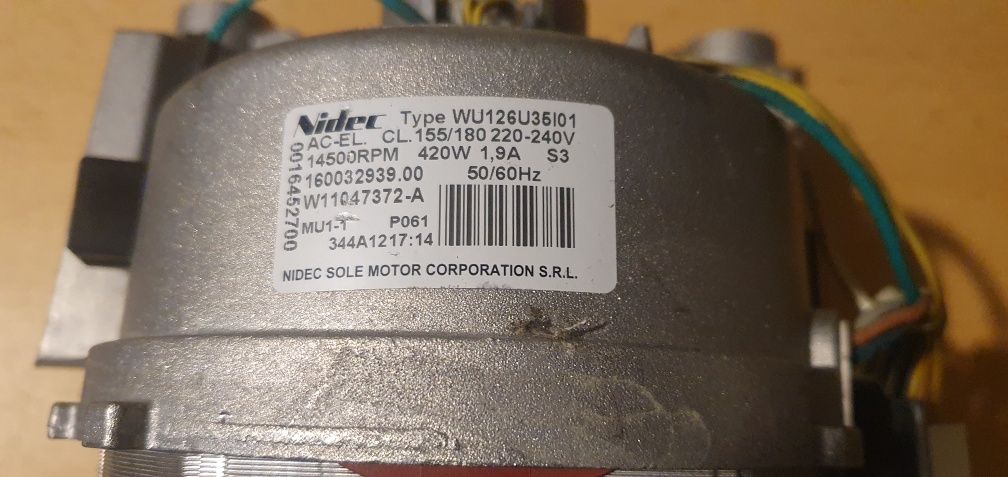 Nidec Type WU126U35I01
AC-EL. CL.155/180 220-240V
14500RPM 420W 1,9A S3
160032939.00 50/60Hz
W11047372-A
MU1-1 P061
344A1217:14
NIDEC SOLE MOTOR CORPORATION S.R.L.
0016452700